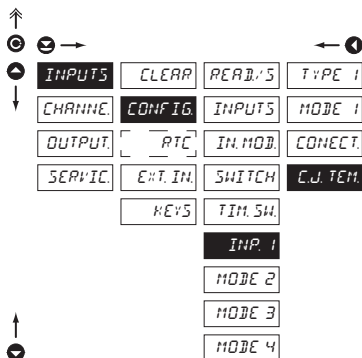 INPUTS CLEAR READ./S TYPE 1
CHANNE. CONFIG. INPUTS MODE 1
OUTPUT. RTC IN.MOD. CONECT.
SERVIC. EXT. IN. SWITCH C.J. TEM.
KEYS TIM. SW.
INP. 1
MODE 2
MODE 3
MODE 4